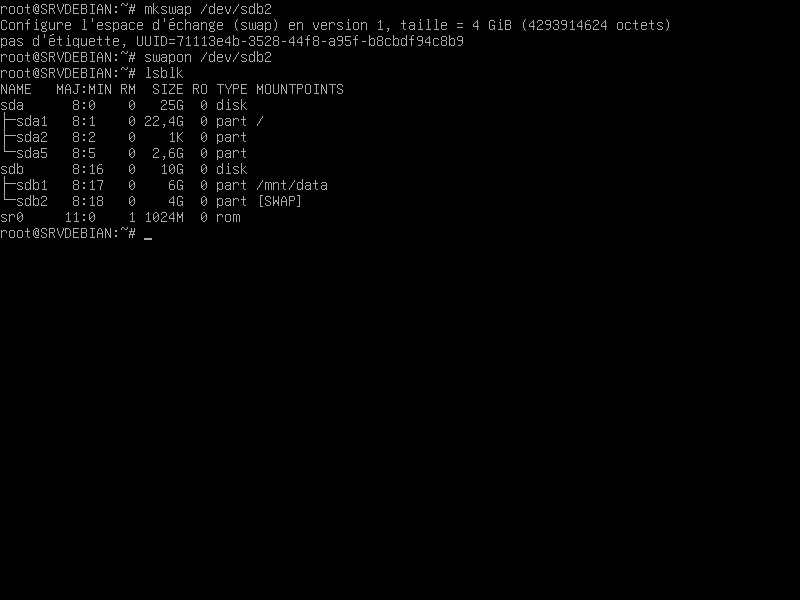 root@SRVDEBIAN:~# mkswap /dev/sdb2
Configure l'espace d'échange (swap) en version 1, taille = 4 GiB (4293914624 octets)
pas d'étiquette, UUID=71113e4b-3528-44f8-a95f-b8cbdf94c8b9
root@SRVDEBIAN:~# swapon /dev/sdb2
root@SRVDEBIAN:~# lsblk
NAME   MAJ:MIN RM  SIZE RO TYPE MOUNTPOINTS
sda      8:0    0   25G  0 disk
├─sda1   8:1    0 22,4G  0 part /
├─sda2   8:2    0    1K  0 part
└─sda5   8:5    0  2,6G  0 part
sdb      8:16   0   10G  0 disk
├─sdb1   8:17   0    6G  0 part /mnt/data
└─sdb2   8:18   0    4G  0 part [SWAP]
sr0     11:0    1 1024M  0 rom
root@SRVDEBIAN:~# _